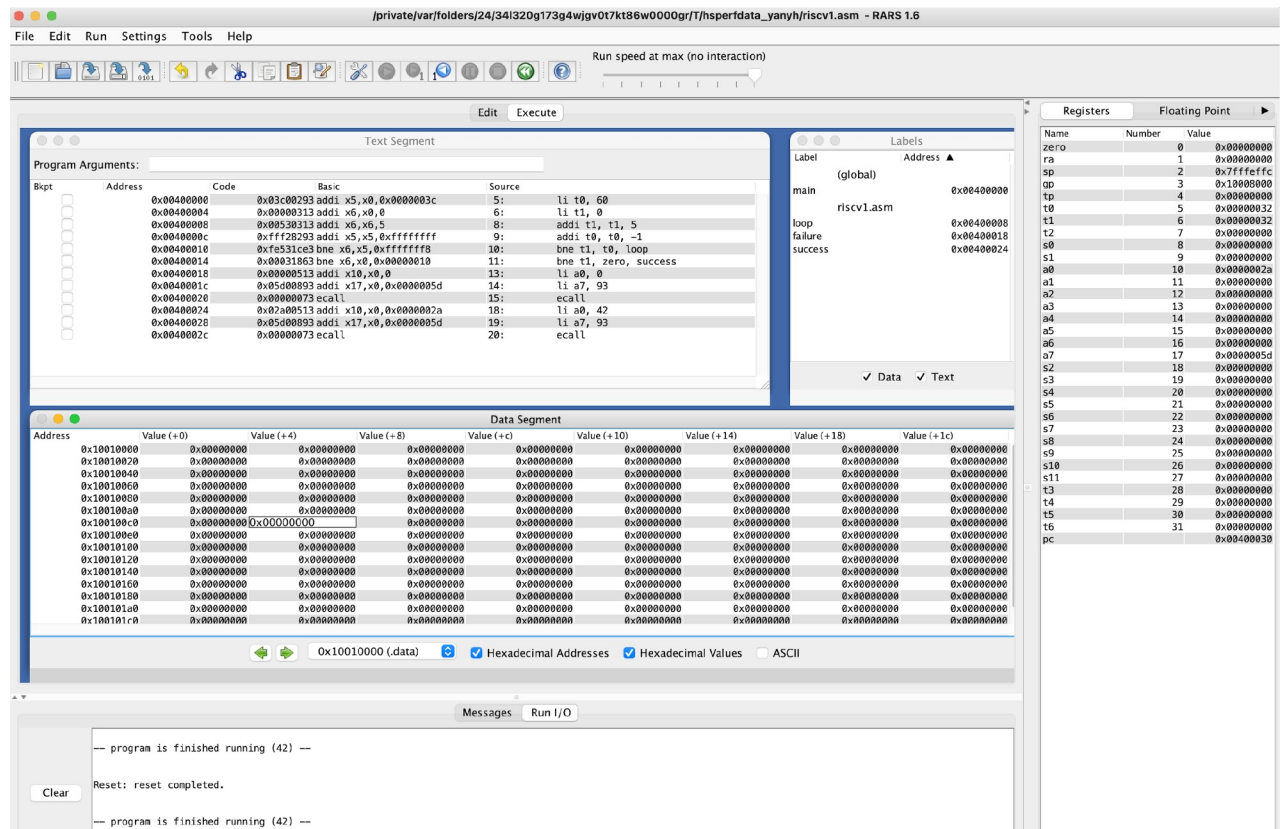 /private/var/folders/24/34l320g173g4wjgv0t7kt86w0000gr/T/hsperfdata_yanyh/riscv1.asm - RARS 1.6
File Edit Run Settings Tools Help
Run speed at max (no interaction)
Edit Execute
Text Segment
Program Arguments:
Bkpt Address Code Basic Source
0x00400000 0x03c00293 addi x5,x0,0x0000003c 5: li t0, 60
0x00400004 0x00000313 addi x6,x0,0 6: li t1, 0
0x00400008 0x00530313 addi x6,x6,5 8: addi t1, t1, 5
0x0040000c 0xfff28293 addi x5,x5,0xffffffff 9: addi t0, t0, -1
0x00400010 0xfe531ce3 bne x6,x5,0xfffffff8 10: bne t1, t0, loop
0x00400014 0x00031863 bne x6,x0,0x00000010 11: bne t1, zero, success
0x00400018 0x00000513 addi x10,x0,0 13: li a0, 0
0x0040001c 0x05d00893 addi x17,x0,0x0000005d 14: li a7, 93
0x00400020 0x00000073 ecall 15: ecall
0x00400024 0x02a00513 addi x10,x0,0x0000002a 18: li a0, 42
0x00400028 0x05d00893 addi x17,x0,0x0000005d 19: li a7, 93
0x0040002c 0x00000073 ecall 20: ecall
Labels
Label Address ▲
(global)
main 0x00400000
riscv1.asm
loop 0x00400008
failure 0x00400018
success 0x00400024
Data Text
Data Segment
Address Value (+0) Value (+4) Value (+8) Value (+c) Value (+10) Value (+14) Value (+18) Value (+1c)
0x10010000 0x00000000 0x00000000 0x00000000 0x00000000 0x00000000 0x00000000 0x00000000 0x00000000
0x10010020 0x00000000 0x00000000 0x00000000 0x00000000 0x00000000 0x00000000 0x00000000 0x00000000
0x10010040 0x00000000 0x00000000 0x00000000 0x00000000 0x00000000 0x00000000 0x00000000 0x00000000
0x10010060 0x00000000 0x00000000 0x00000000 0x00000000 0x00000000 0x00000000 0x00000000 0x00000000
0x10010080 0x00000000 0x00000000 0x00000000 0x00000000 0x00000000 0x00000000 0x00000000 0x00000000
0x100100a0 0x00000000 0x00000000 0x00000000 0x00000000 0x00000000 0x00000000 0x00000000 0x00000000
0x100100c0 0x00000000 0x00000000 0x00000000 0x00000000 0x00000000 0x00000000 0x00000000 0x00000000
0x100100e0 0x00000000 0x00000000 0x00000000 0x00000000 0x00000000 0x00000000 0x00000000 0x00000000
0x10010100 0x00000000 0x00000000 0x00000000 0x00000000 0x00000000 0x00000000 0x00000000 0x00000000
0x10010120 0x00000000 0x00000000 0x00000000 0x00000000 0x00000000 0x00000000 0x00000000 0x00000000
0x10010140 0x00000000 0x00000000 0x00000000 0x00000000 0x00000000 0x00000000 0x00000000 0x00000000
0x10010160 0x00000000 0x00000000 0x00000000 0x00000000 0x00000000 0x00000000 0x00000000 0x00000000
0x10010180 0x00000000 0x00000000 0x00000000 0x00000000 0x00000000 0x00000000 0x00000000 0x00000000
0x100101a0 0x00000000 0x00000000 0x00000000 0x00000000 0x00000000 0x00000000 0x00000000 0x00000000
0x100101c0 0x00000000 0x00000000 0x00000000 0x00000000 0x00000000 0x00000000 0x00000000 0x00000000
0x10010000 (.data) Hexadecimal Addresses Hexadecimal Values ASCII
Messages Run I/O
-- program is finished running (42) --
Reset: reset completed.
Clear
-- program is finished running (42) --
Registers Floating Point
Name Number Value
zero 0 0x00000000
ra 1 0x00000000
sp 2 0x7fffeffc
gp 3 0x10008000
tp 4 0x00000000
t0 5 0x00000032
t1 6 0x00000032
t2 7 0x00000000
s0 8 0x00000000
s1 9 0x00000000
a0 10 0x0000002a
a1 11 0x00000000
a2 12 0x00000000
a3 13 0x00000000
a4 14 0x00000000
a5 15 0x00000000
a6 16 0x00000000
a7 17 0x0000005d
s2 18 0x00000000
s3 19 0x00000000
s4 20 0x00000000
s5 21 0x00000000
s6 22 0x00000000
s7 23 0x00000000
s8 24 0x00000000
s9 25 0x00000000
s10 26 0x00000000
s11 27 0x00000000
t3 28 0x00000000
t4 29 0x00000000
t5 30 0x00000000
t6 31 0x00000000
pc 0x00400030